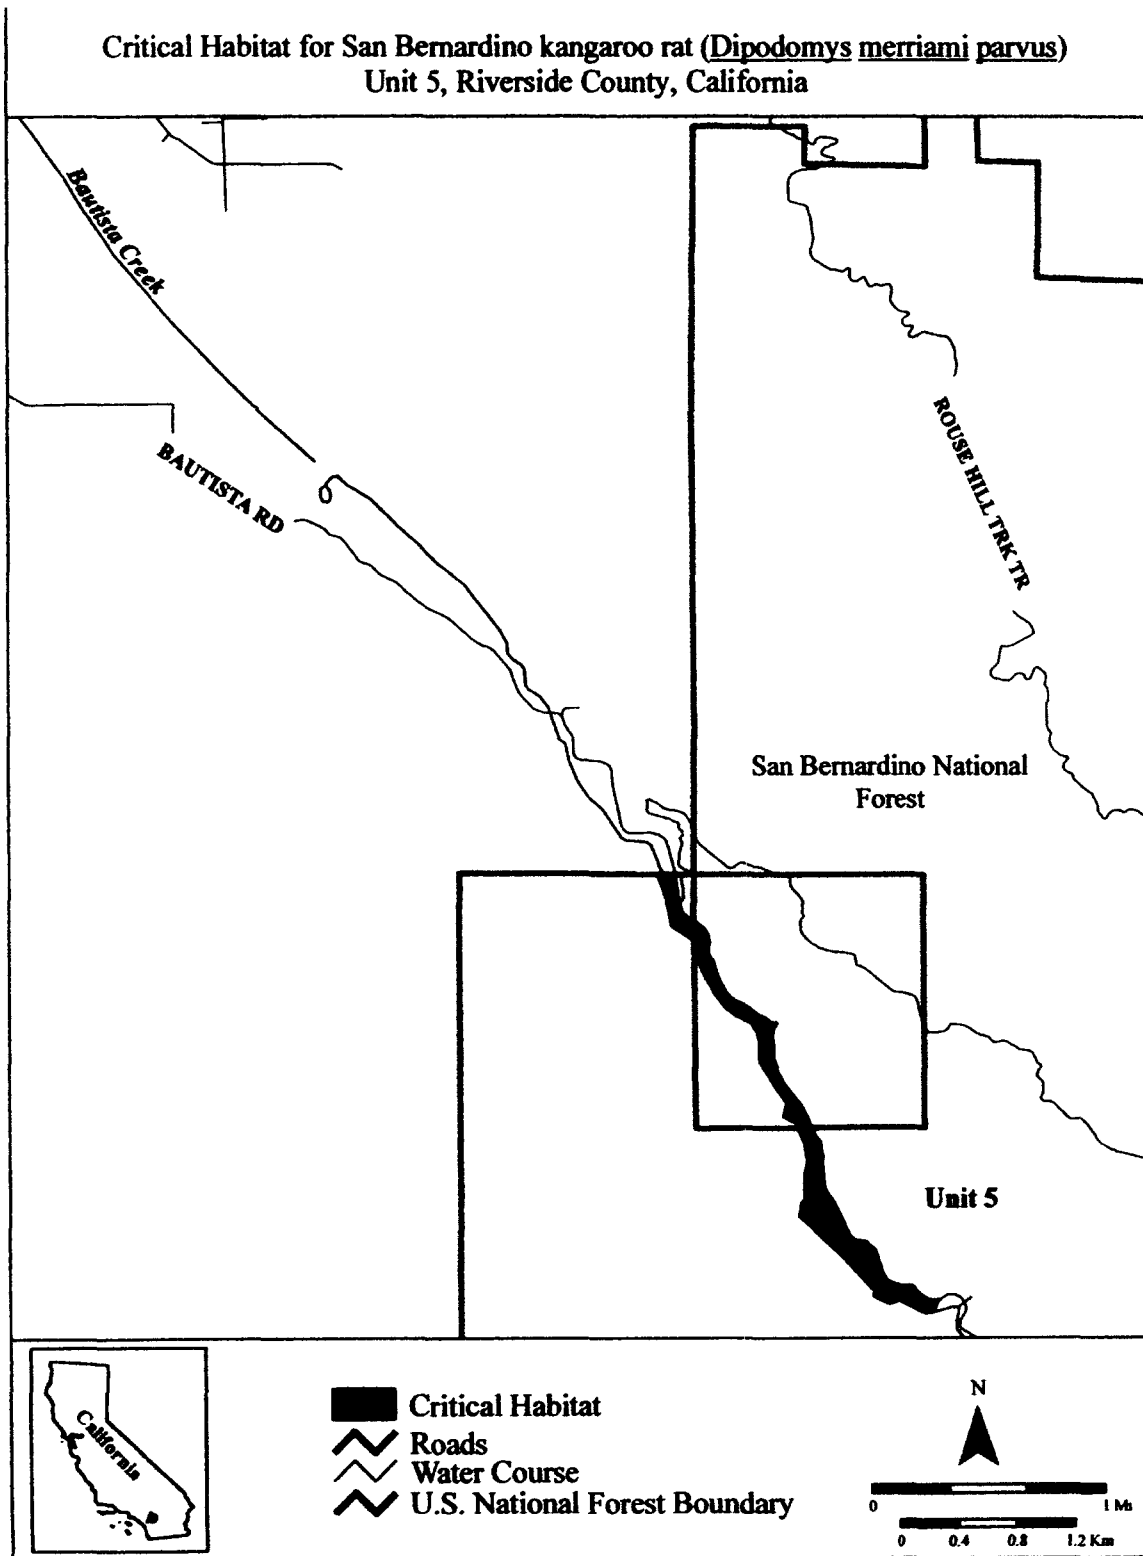 Critical Habitat for San Bernardino kangaroo rat (Dipodomys merriami parvus)
Unit 5, Riverside County, California
Bautista Creek
BAUTISTA RD
ROUSE HILL TRK TR
San Bernardino National
Forest
Unit 5
California
Critical Habitat
Roads
Water Course
U.S. National Forest Boundary
N
0 1 Mi
0 0.4 0.8 1.2 Km